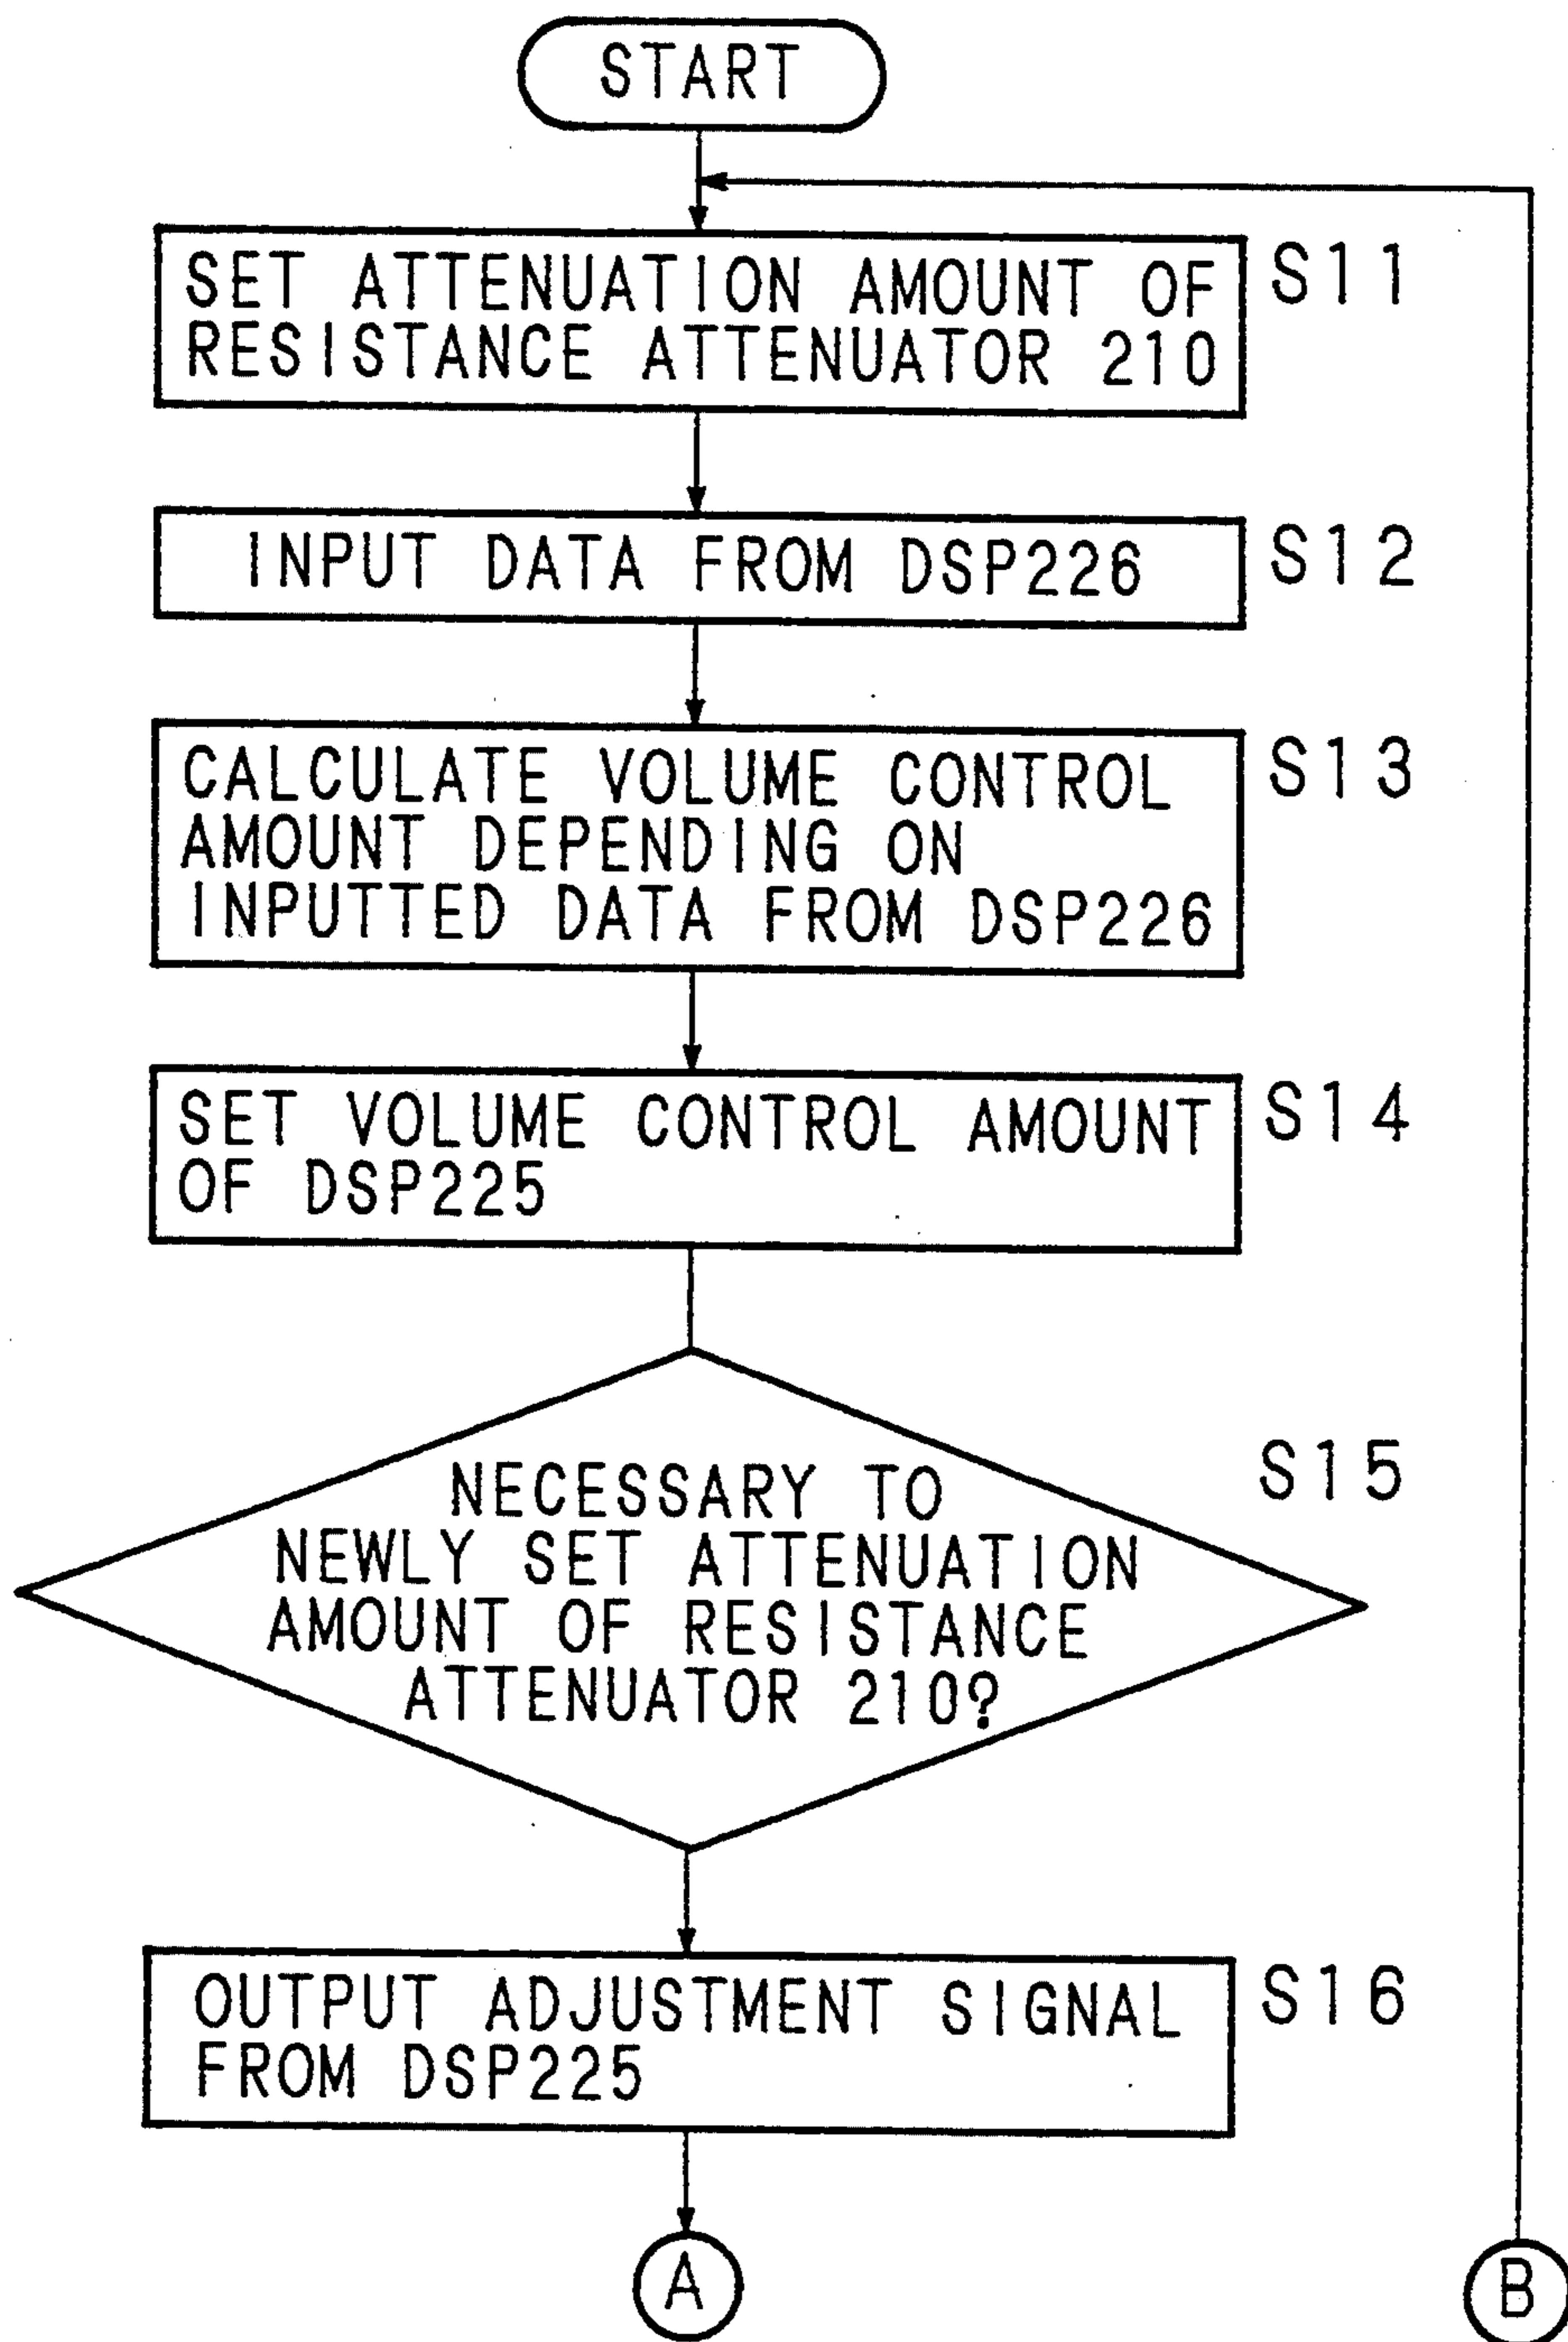 START
SET ATTENUATION AMOUNT OF
RESISTANCE ATTENUATOR 210
S11
INPUT DATA FROM DSP226
S12
CALCULATE VOLUME CONTROL
AMOUNT DEPENDING ON
INPUTTED DATA FROM DSP226
S13
SET VOLUME CONTROL AMOUNT
OF DSP225
S14
NECESSARY TO
NEWLY SET ATTENUATION
AMOUNT OF RESISTANCE
ATTENUATOR 210?
S15
OUTPUT ADJUSTMENT SIGNAL
FROM DSP225
S16
A
B